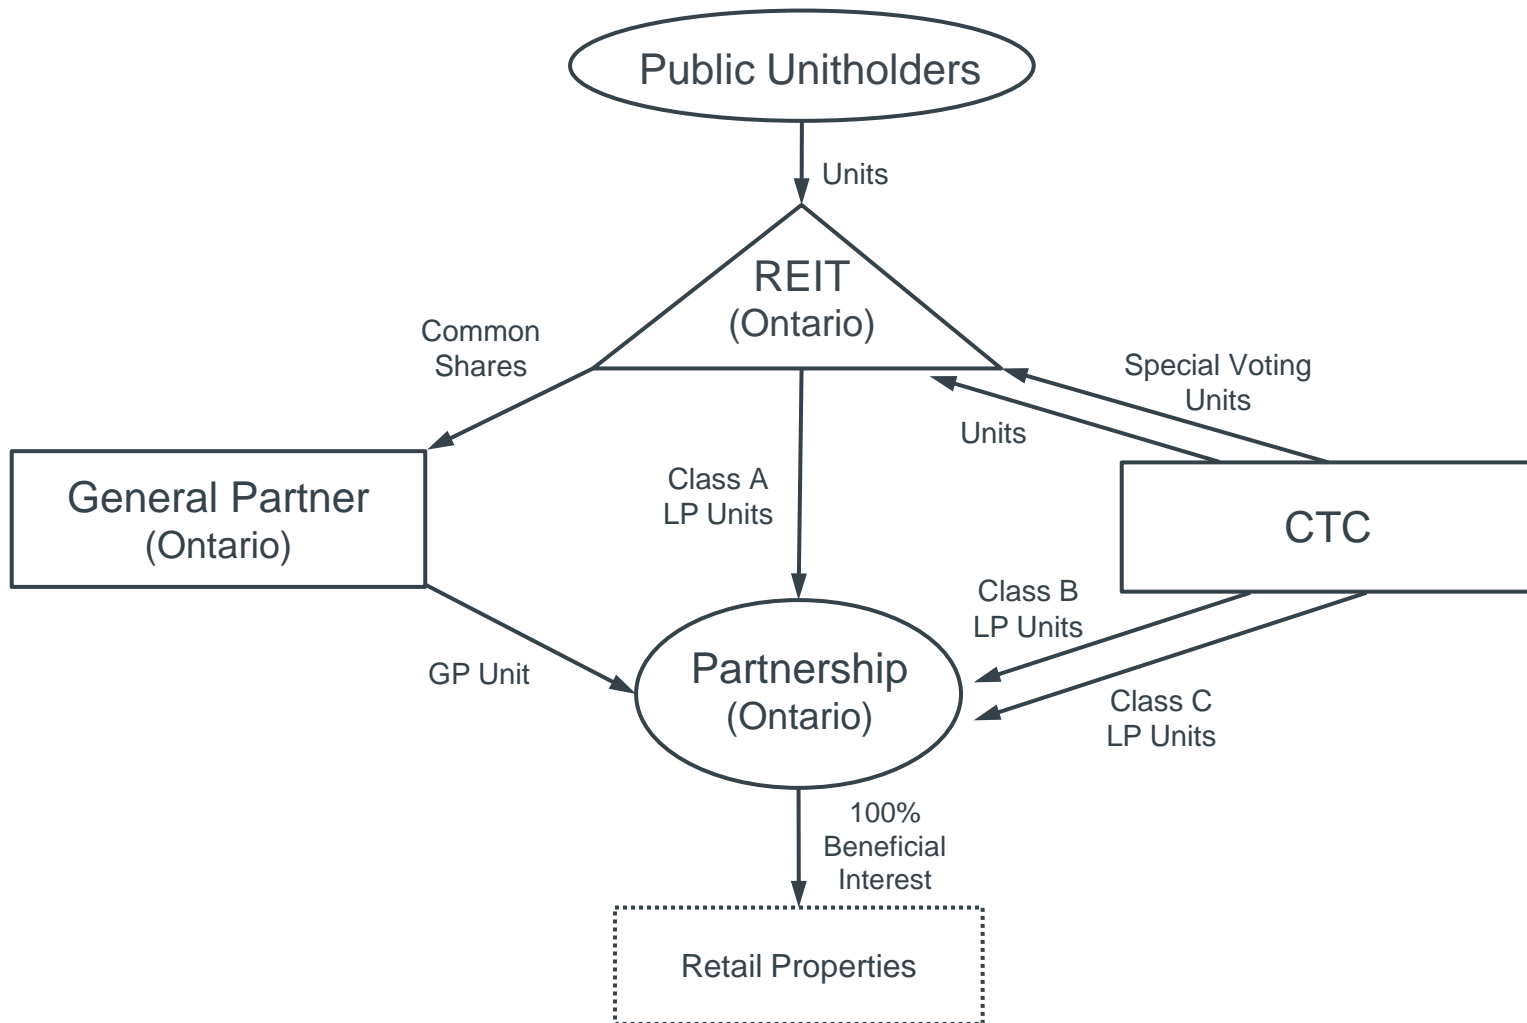 Public Unitholders
Units
REIT
(Ontario)
Common
Shares
Special Voting
Units
Units
General Partner
(Ontario)
Class A
LP Units
CTC
Class B
LP Units
GP Unit
Partnership
(Ontario)
Class C
LP Units
100%
Beneficial
Interest
Retail Properties